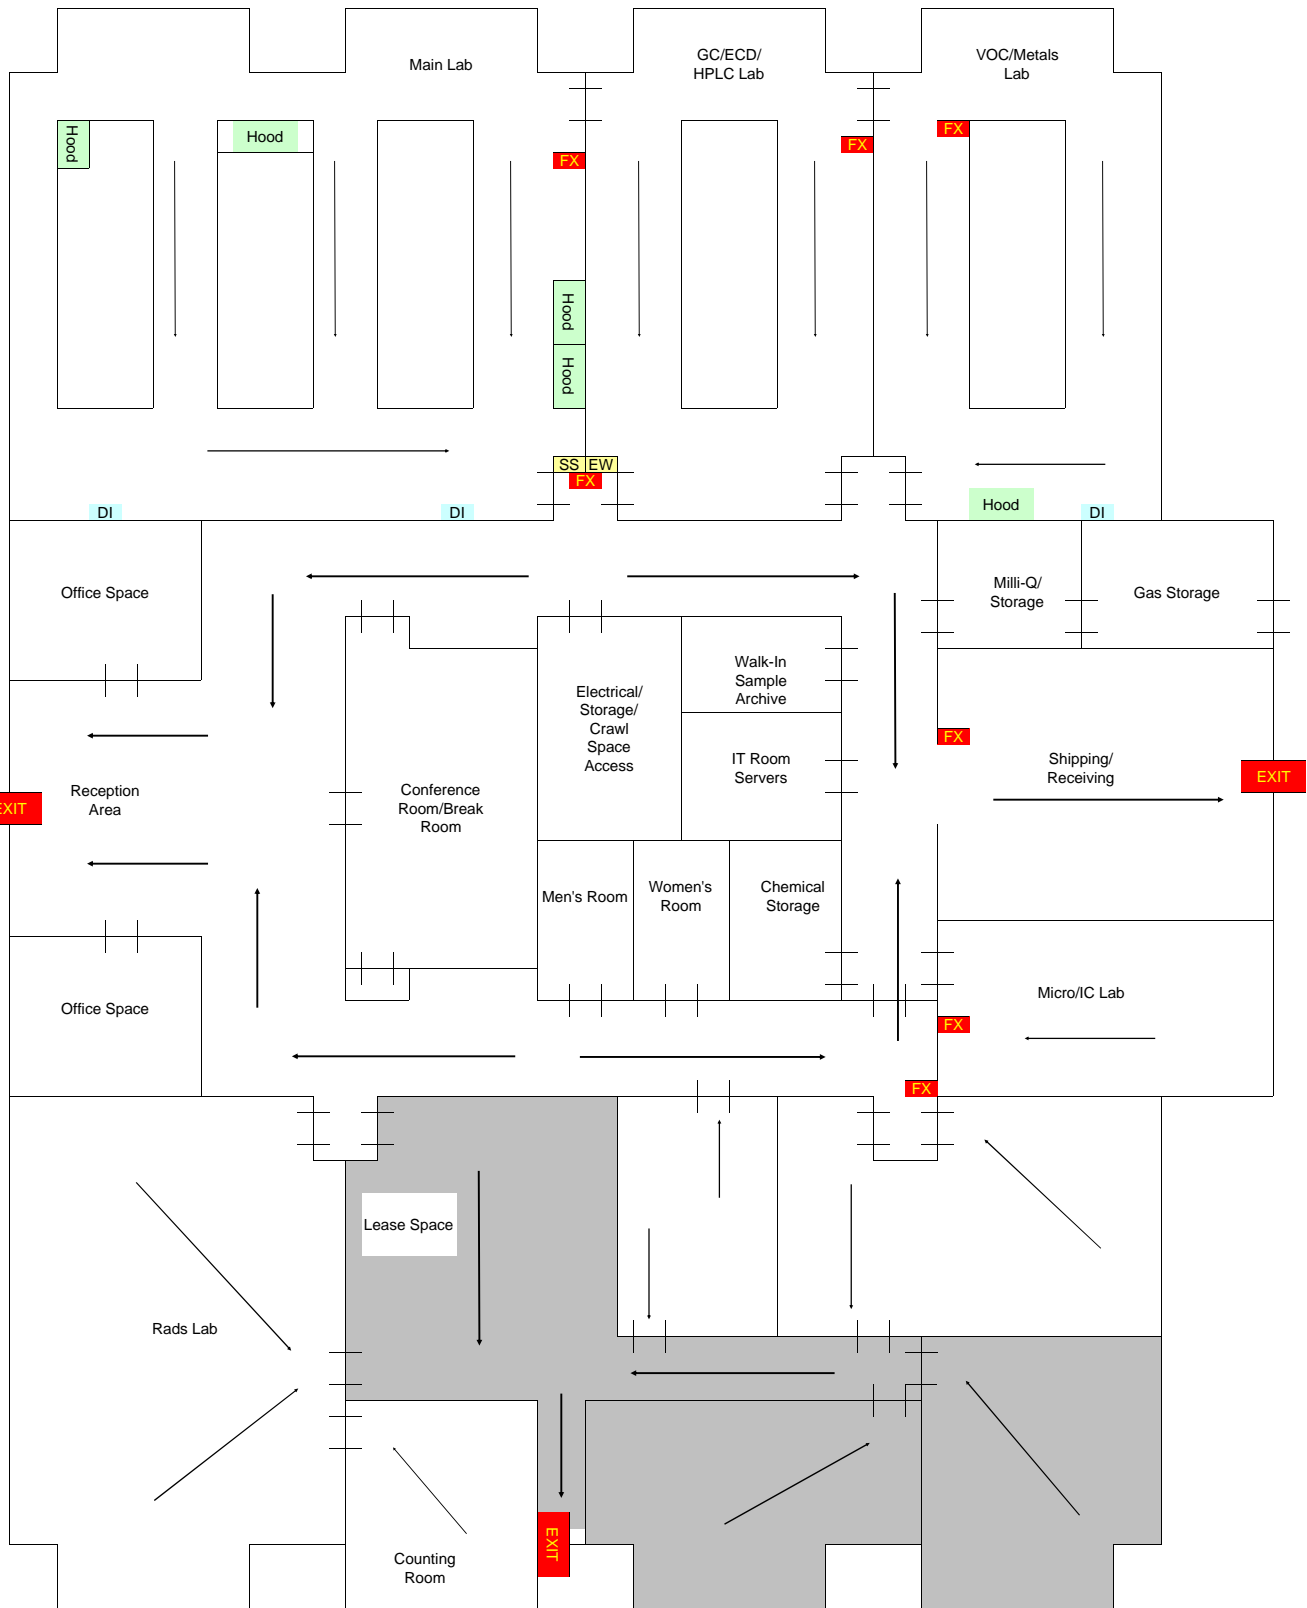 Main Lab
GC/ECD/
HPLC Lab
VOC/Metals
Lab
Hood
Hood
FX
FX
FX
Hood
Hood
SS
EW
FX
DI
DI
Hood
DI
Office Space
Milli-Q/
Storage
Gas Storage
Walk-In
Sample
Archive
Electrical/
Storage/
Crawl
Space
Access
FX
IT Room
Servers
Shipping/
Receiving
EXIT
EXIT
Reception
Area
Conference
Room/Break
Room
Men's Room
Women's
Room
Chemical
Storage
Office Space
Micro/IC Lab
FX
FX
Lease Space
Rads Lab
EXIT
Counting
Room